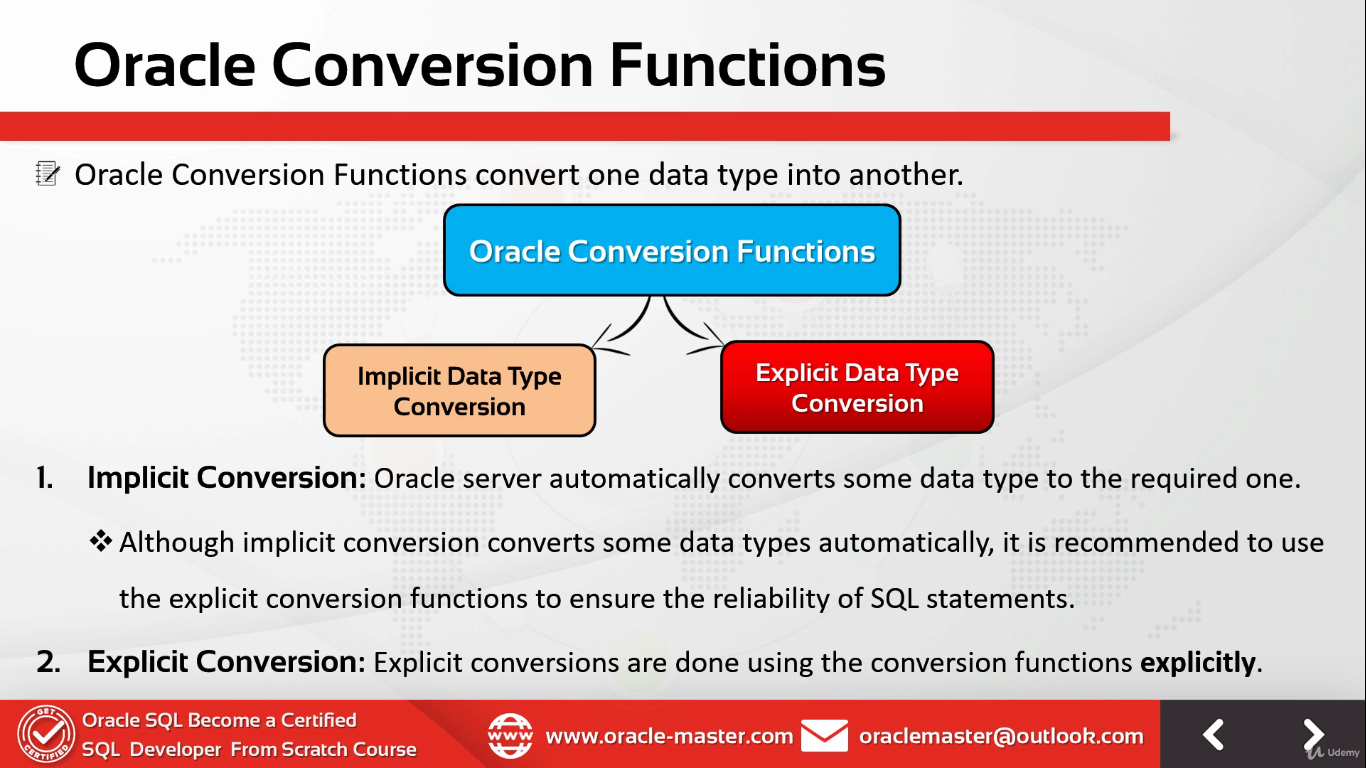 Oracle Conversion Functions
Oracle Conversion Functions convert one data type into another.
Oracle Conversion Functions
Implicit Data Type
Conversion
Explicit Data Type
Conversion
1. Implicit Conversion: Oracle server automatically converts some data type to the required one.
❖ Although implicit conversion converts some data types automatically, it is recommended to use
the explicit conversion functions to ensure the reliability of SQL statements.
2. Explicit Conversion: Explicit conversions are done using the conversion functions explicitly.
GET
CERTIFIED
Oracle SQL Become a Certified
SQL Developer From Scratch Course
WWW
www.oracle-master.com
oraclemaster@outlook.com
Udemy